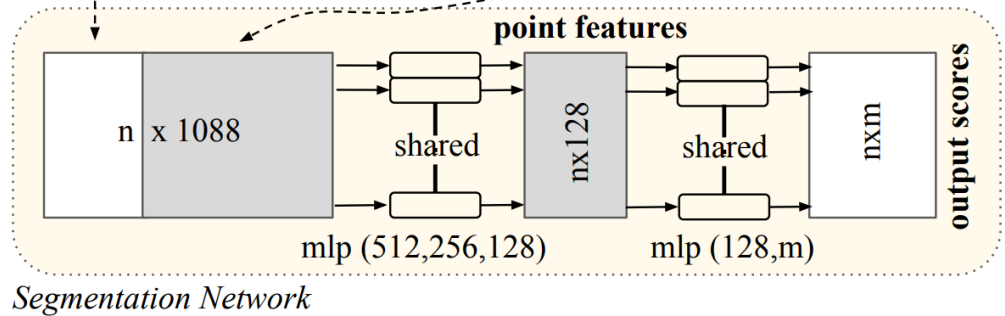 point features
n x 1088
shared
nx128
shared
nxm
output scores
mlp (512,256,128)
mlp (128,m)
Segmentation Network